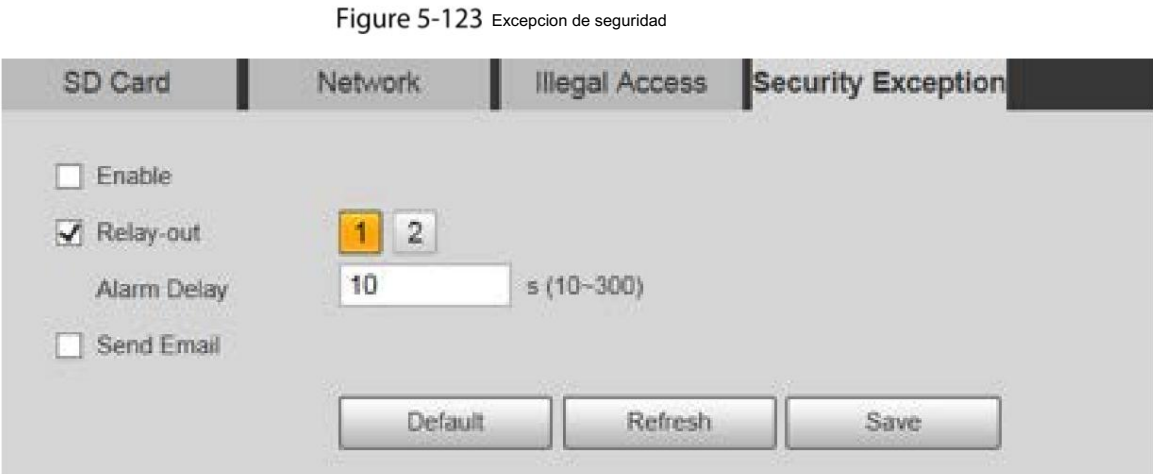 Figure 5-123 Excepcion de seguridad
SD Card Network Illegal Access Security Exception
Enable
Relay-out 1 2
Alarm Delay 10 s (10~300)
Send Email
Default Refresh Save